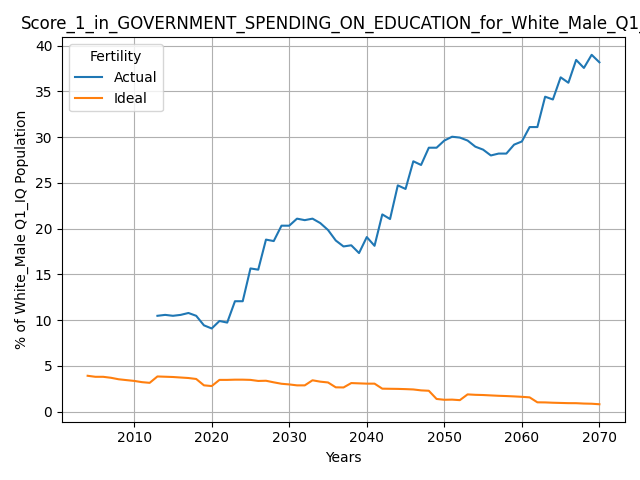 Score_1_in_GOVERNMENT_SPENDING_ON_EDUCATION_for_White_Male_Q1_
Fertility
Actual
Ideal
% of White_Male Q1_IQ Population
40
35
30
25
20
15
10
5
0
2010 2020 2030 2040 2050 2060 2070
Years